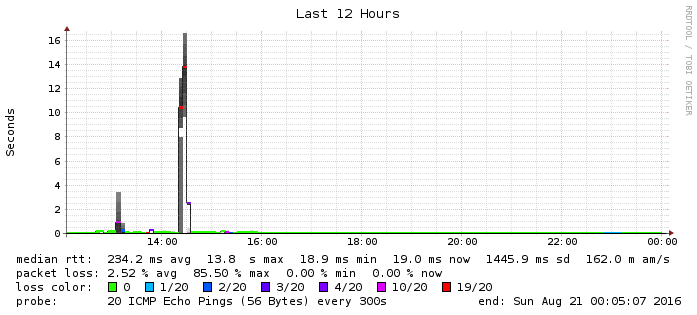 Last 12 Hours
RRDTOOL / TOBI OETIKER
Seconds
16
14
12
10
8
6
4
2
0
14:00 16:00 18:00 20:00 22:00 00:00
median rtt: 234.2 ms avg 13.8 s max 18.9 ms min 19.0 ms now 1445.9 ms sd 162.0 m am/s
packet loss: 2.52 % avg 85.50 % max 0.00 % min 0.00 % now
loss color: 0 1/20 2/20 3/20 4/20 10/20 19/20
probe: 20 ICMP Echo Pings (56 Bytes) every 300s end: Sun Aug 21 00:05:07 2016